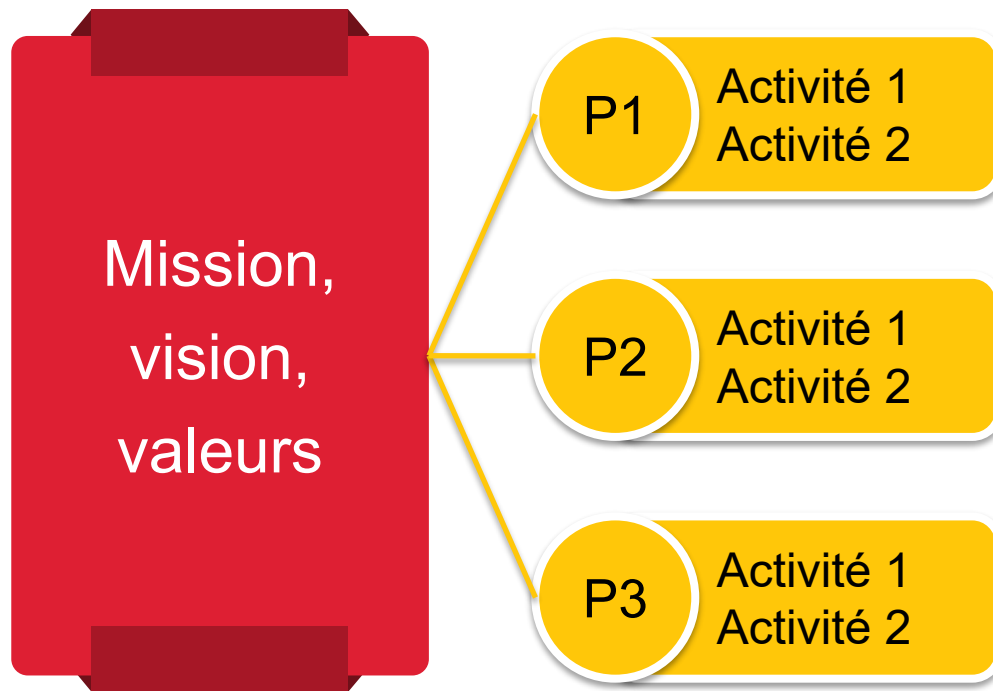 Mission,
vision,
valeurs
P1
Activité 1
Activité 2
P2
Activité 1
Activité 2
P3
Activité 1
Activité 2